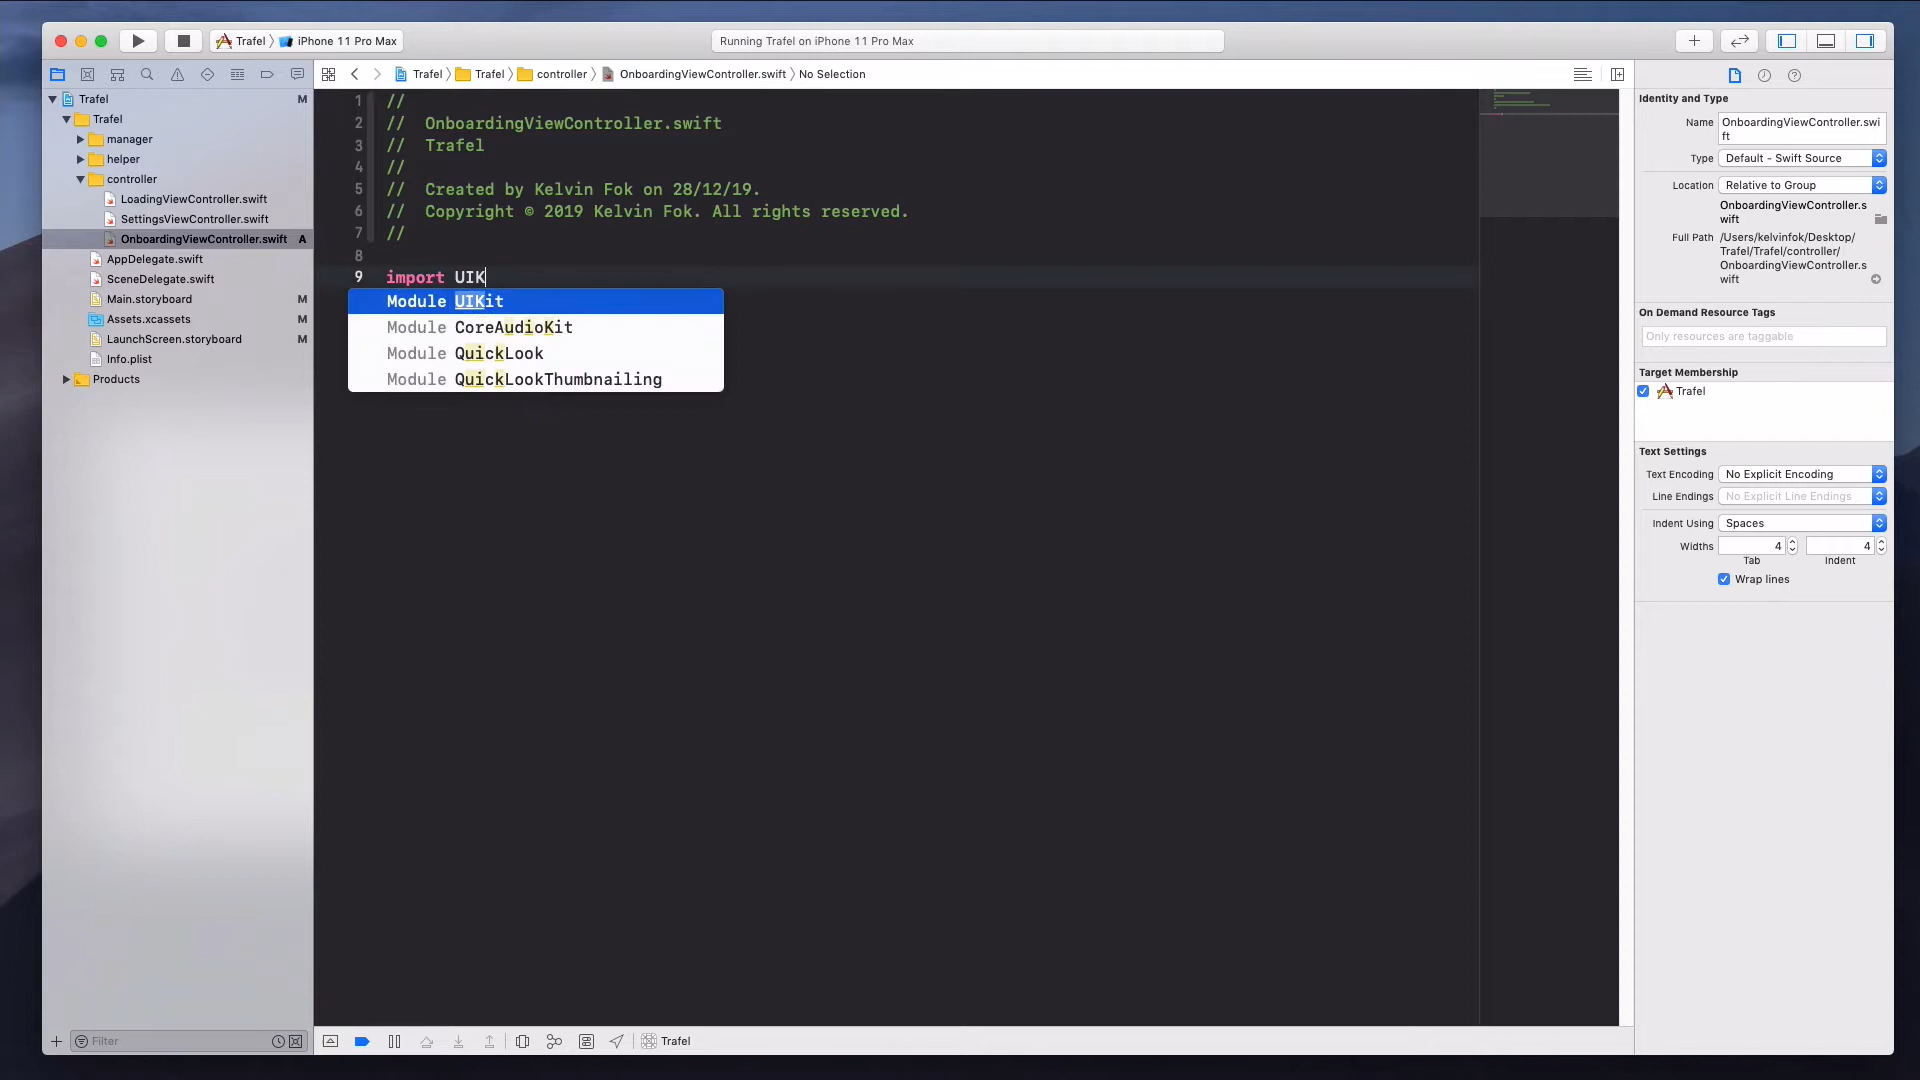 Trafel 〉 iPhone 11 Pro Max
Running Trafel on iPhone 11 Pro Max
Trafel 〉 Trafel 〉 controller 〉 OnboardingViewController.swift 〉 No Selection
Trafel M
Trafel
manager
helper
controller
LoadingViewController.swift
SettingsViewController.swift
OnboardingViewController.swift A
AppDelegate.swift
SceneDelegate.swift
Main.storyboard M
Assets.xcassets M
LaunchScreen.storyboard M
Info.plist
Products
Filter
1 //
2 //  OnboardingViewController.swift
3 //  Trafel
4 //
5 //  Created by Kelvin Fok on 28/12/19.
6 //  Copyright © 2019 Kelvin Fok. All rights reserved.
7 //
8
9 import UIK
Module UIKit
Module CoreAudioKit
Module QuickLook
Module QuickLookThumbnailing
Trafel
Identity and Type
Name OnboardingViewController.swi
ft
Type Default - Swift Source
Location Relative to Group
OnboardingViewController.s
wift
Full Path /Users/kelvinfok/Desktop/
Trafel/Trafel/controller/
OnboardingViewController.s
wift
On Demand Resource Tags
Only resources are taggable
Target Membership
Trafel
Text Settings
Text Encoding No Explicit Encoding
Line Endings No Explicit Line Endings
Indent Using Spaces
Widths 4 4
Tab Indent
Wrap lines